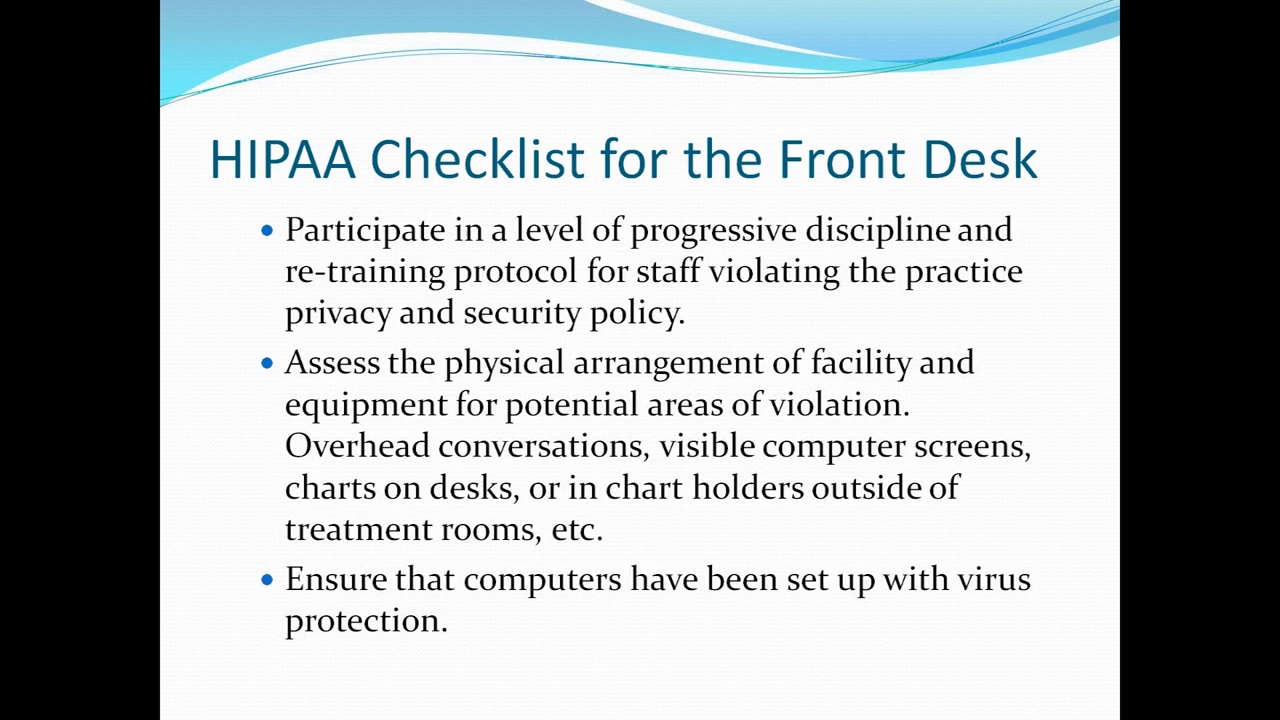 HIPAA Checklist for the Front Desk
• Participate in a level of progressive discipline and
re-training protocol for staff violating the practice
privacy and security policy.
• Assess the physical arrangement of facility and
equipment for potential areas of violation.
Overhead conversations, visible computer screens,
charts on desks, or in chart holders outside of
treatment rooms, etc.
• Ensure that computers have been set up with virus
protection.